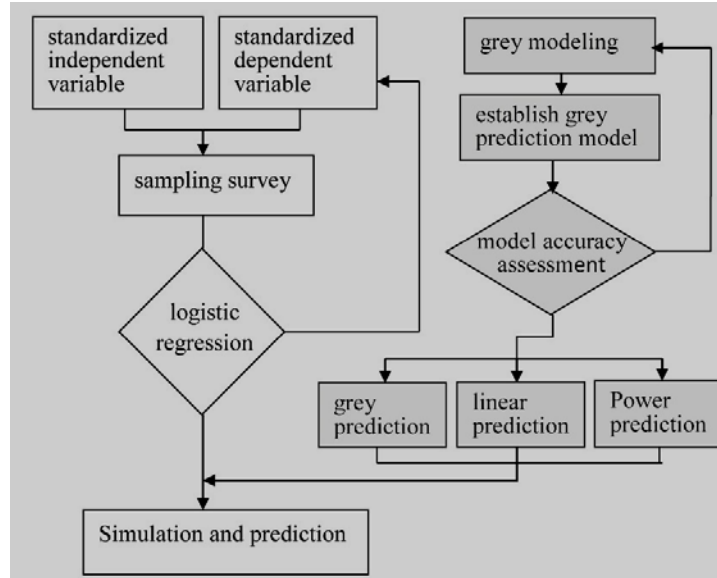 standardized
independent
variable
standardized
dependent
variable
sampling survey
logistic
regression
Simulation and prediction
grey modeling
establish grey
prediction model
model accuracy
assessment
grey
prediction
linear
prediction
Power
prediction